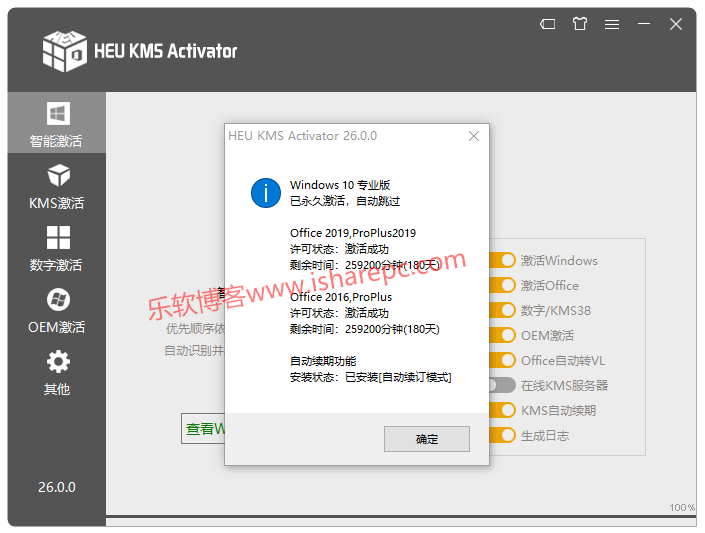 HEU KMS Activator
智能激活
KMS激活
数字激活
OEM激活
其他
26.0.0
HEU KMS Activator 26.0.0
Windows 10 专业版
已永久激活，自动跳过
Office 2019,ProPlus2019
许可状态：激活成功
剩余时间：259200分钟(180天)
Office 2016,ProPlus
许可状态：激活成功
剩余时间：259200分钟(180天)
自动续期功能
安装状态：已安装[自动续订模式]
确定
优先顺序依
自动识别并
查看W
激活Windows
激活Office
数字/KMS38
OEM激活
Office自动转VL
在线KMS服务器
KMS自动续期
生成日志
100%
乐软博客www.isharepc.com